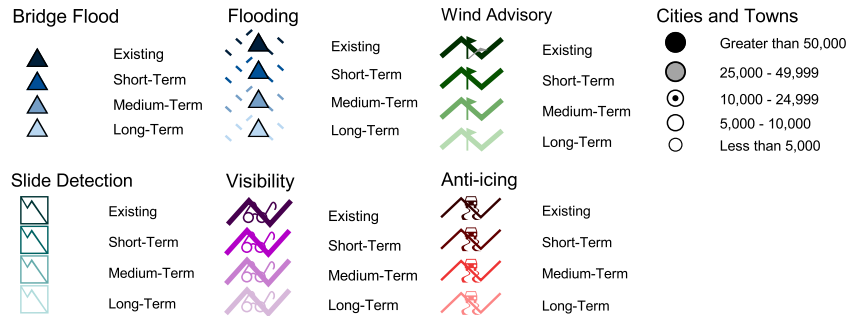 Bridge Flood
Existing
Short-Term
Medium-Term
Long-Term
Flooding
Existing
Short-Term
Medium-Term
Long-Term
Wind Advisory
Existing
Short-Term
Medium-Term
Long-Term
Cities and Towns
Greater than 50,000
25,000 - 49,999
10,000 - 24,999
5,000 - 10,000
Less than 5,000
Slide Detection
Existing
Short-Term
Medium-Term
Long-Term
Visibility
Existing
Short-Term
Medium-Term
Long-Term
Anti-icing
Existing
Short-Term
Medium-Term
Long-Term